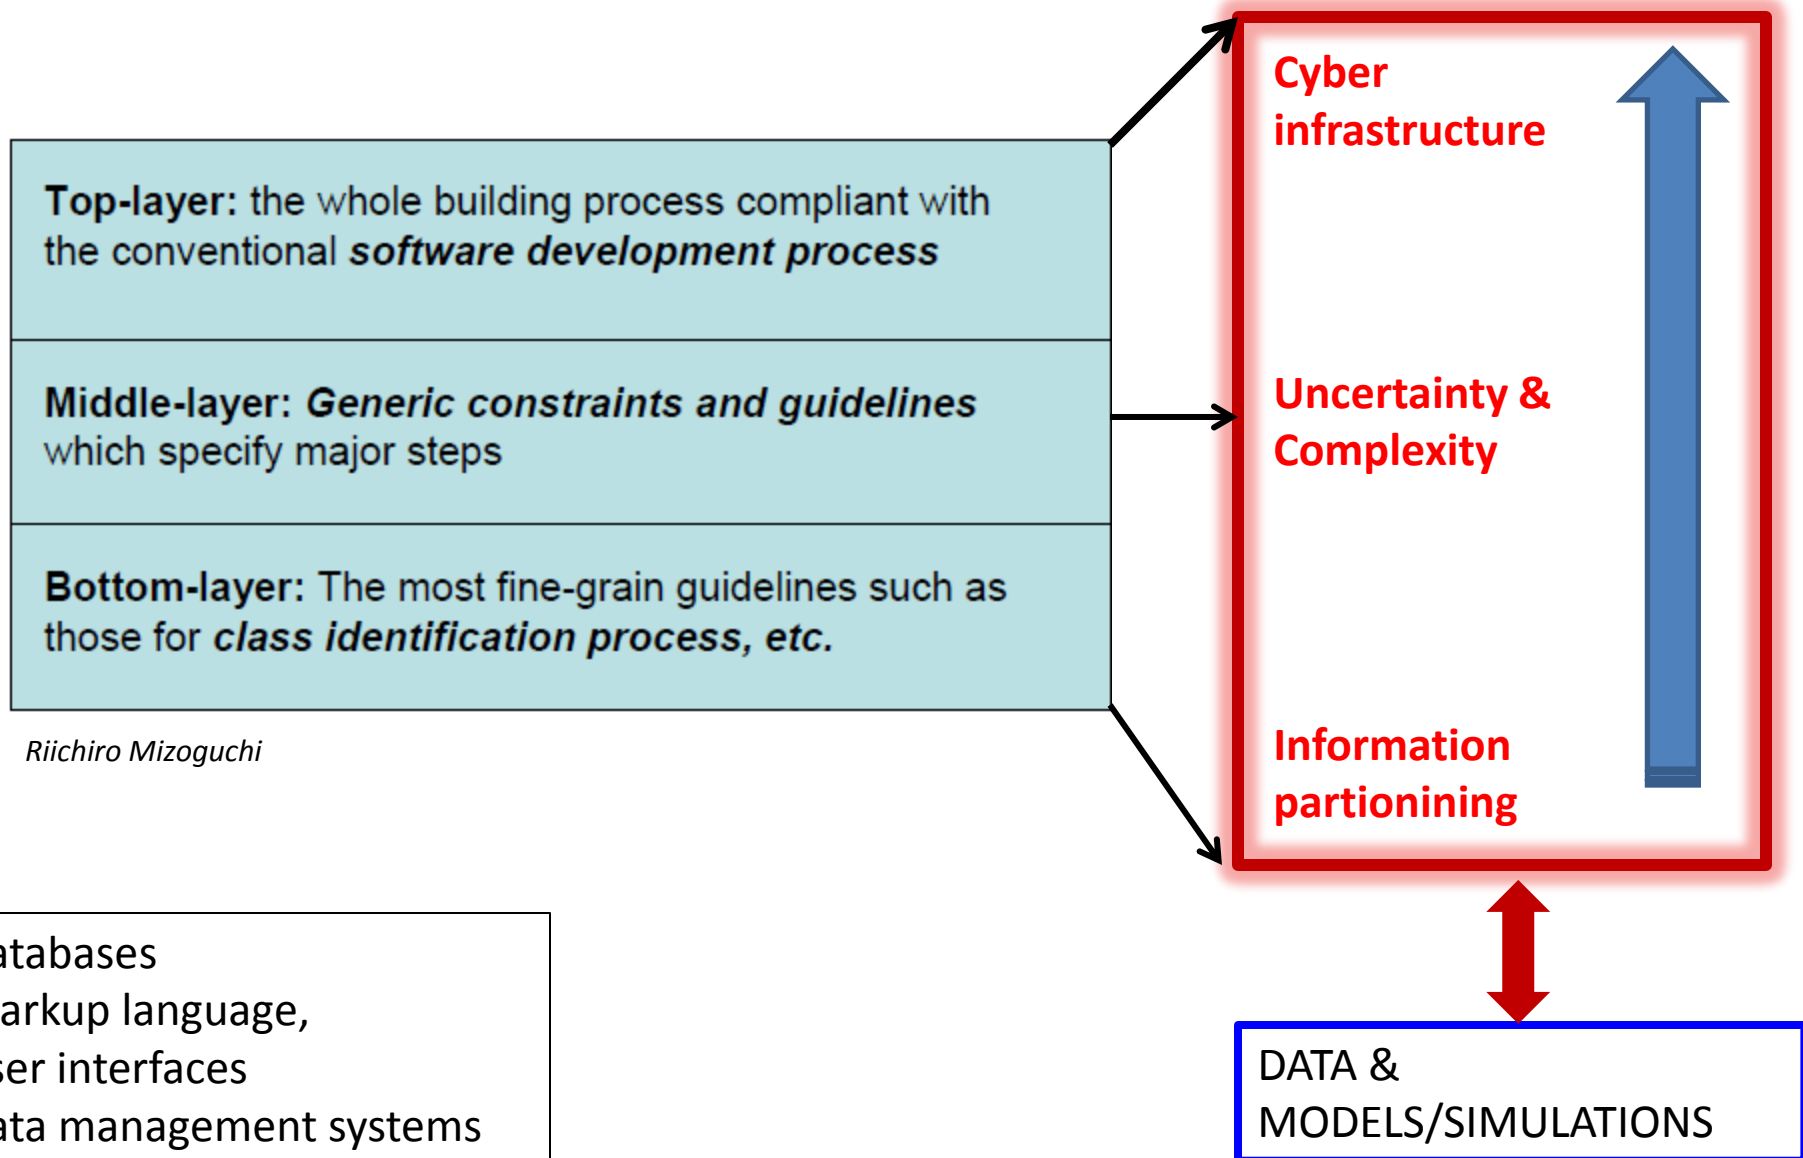 Top-layer: the whole building process compliant with
the conventional software development process
Middle-layer: Generic constraints and guidelines
which specify major steps
Bottom-layer: The most fine-grain guidelines such as
those for class identification process, etc.
Riichiro Mizoguchi
Cyber
infrastructure
Uncertainty &
Complexity
Information
partionining
atabases
arkup language,
ser interfaces
ata management systems
DATA &
MODELS/SIMULATIONS